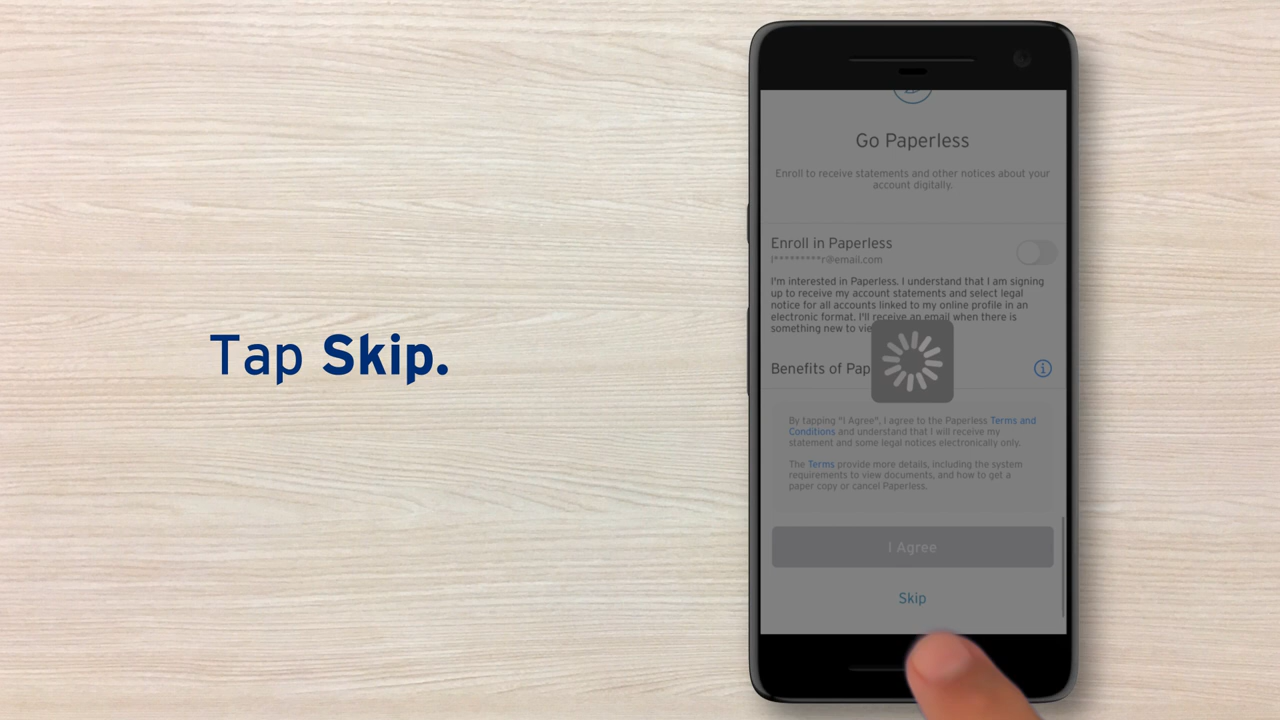 Tap Skip.
Go Paperless
Enroll to receive statements and other notices about your
account digitally.
Enroll in Paperless
l*********r@email.com
I'm interested in Paperless. I understand that I am signing
up to receive my account statements and select legal
notice for all accounts linked to my online profile in an
electronic format. I'll receive an email when there is
something new to
Benefits of
By tapping "I Agree", I agree to the Paperless Terms and
Conditions and understand that I will receive my
statement and some legal notices electronically only.
The Terms provide more details, including the system
requirements to view documents, and how to get a
paper copy or cancel Paperless.
I Agree
Skip